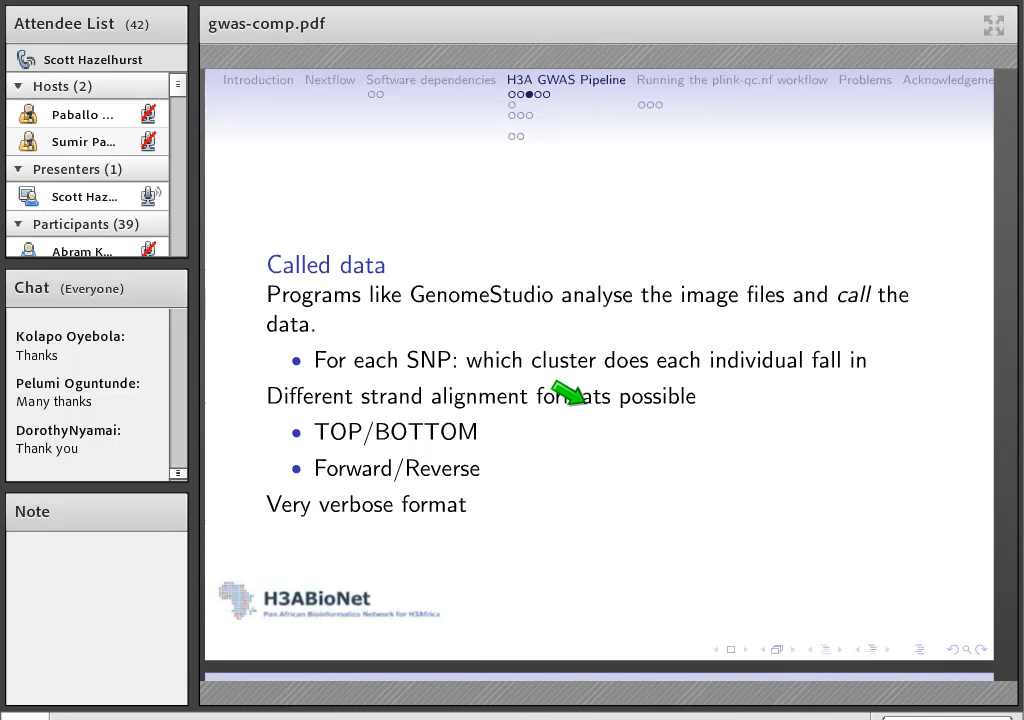 Attendee List (42)
Scott Hazelhurst
Hosts (2)
Paballo ...
Sumir Pa...
Presenters (1)
Scott Haz...
Participants (39)
Abram K...
Chat (Everyone)
Kolapo Oyebola:
Thanks
Pelumi Oguntunde:
Many thanks
DorothyNyamai:
Thank you
Note
gwas-comp.pdf
Introduction Nextflow Software dependencies H3A GWAS Pipeline Running the plink-qc.nf workflow Problems Acknowledgeme
Called data
Programs like GenomeStudio analyse the image files and call the
data.
• For each SNP: which cluster does each individual fall in
Different strand alignment formats possible
• TOP/BOTTOM
• Forward/Reverse
Very verbose format
H3ABioNet
Pan African Bioinformatics Network for H3Africa